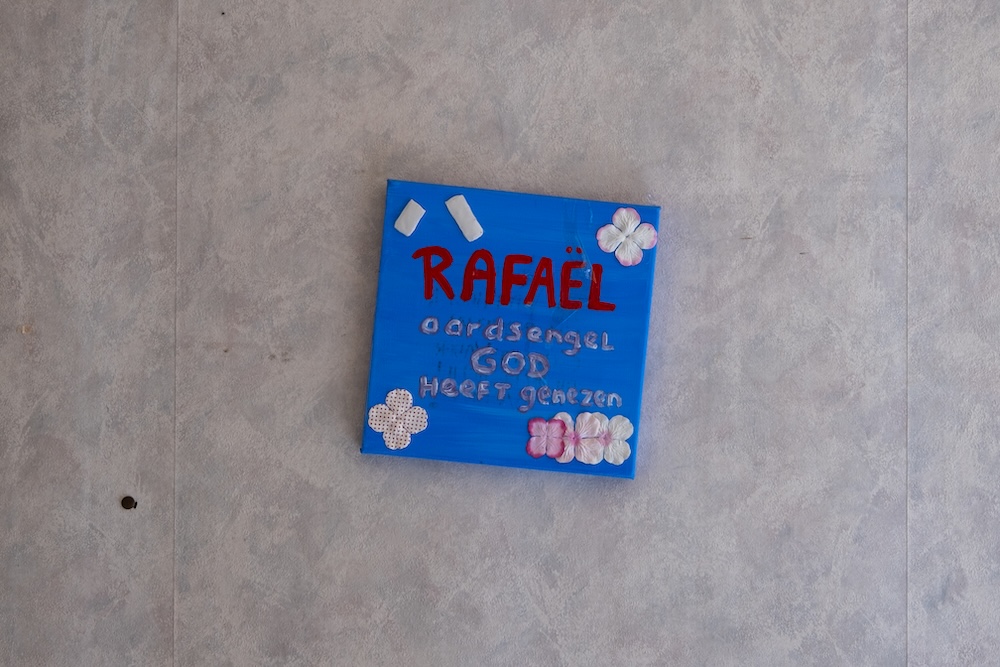 RAFAËL
aardsengel
GOD
HeeFT genezen